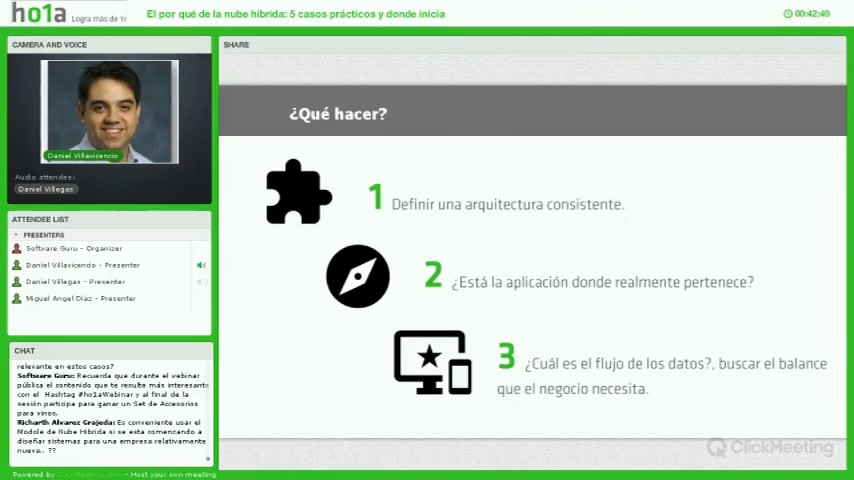 ho1a Logra más de TI
El por qué de la nube híbrida: 5 casos prácticos y donde inicia
00:42:49
CAMERA AND VOICE
Daniel Villavicencio
Audio attendee:
Daniel Villegas
ATTENDEE LIST
PRESENTERS
Software Guru - Organizer
Daniel Villavicencio - Presenter
Daniel Villegas - Presenter
Miguel Angel Diaz - Presenter
CHAT
relevante en estos casos?
Software Guru: Recuerda que durante el webinar
pública el contenido que te resulte más interesante
con el Hashtag #ho1aWebinar y al final de la
sesión participa para ganar un Set de Accesorios
para vinos.
Richarth Alvarez Grajeda: Es conveniente usar el
Modole de Nube Hibrida si se esta comenzando a
diseñar sistemas para una empresa relativamente
nueva.. ??
Powered by ClickMeeting.com - Host your own meeting
SHARE
¿Qué hacer?
1 Definir una arquitectura consistente.
2 ¿Está la aplicación donde realmente pertenece?
3 ¿Cuál es el flujo de los datos?, buscar el balance
que el negocio necesita.
ClickMeeting